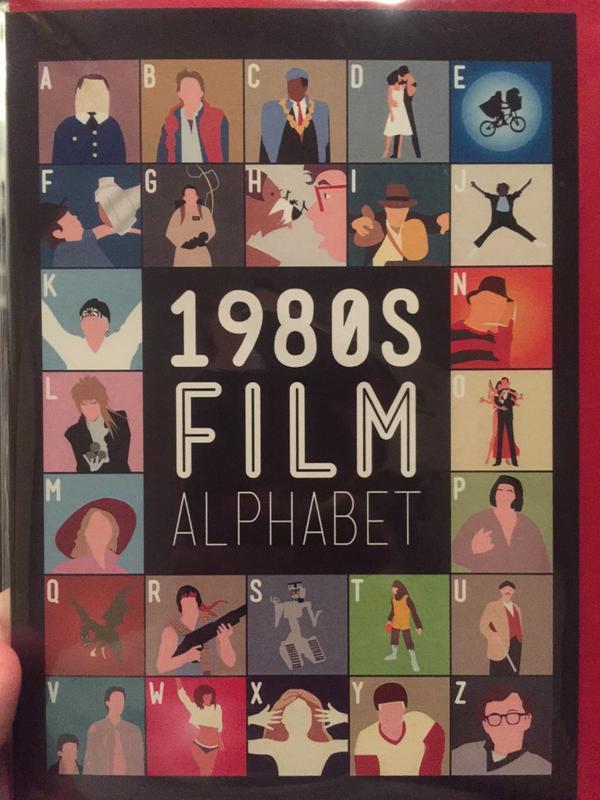 A B C D E
F G H I J
K N
1980S
L O
FILM
M P
ALPHABET
Q R S T U
V W X Y Z